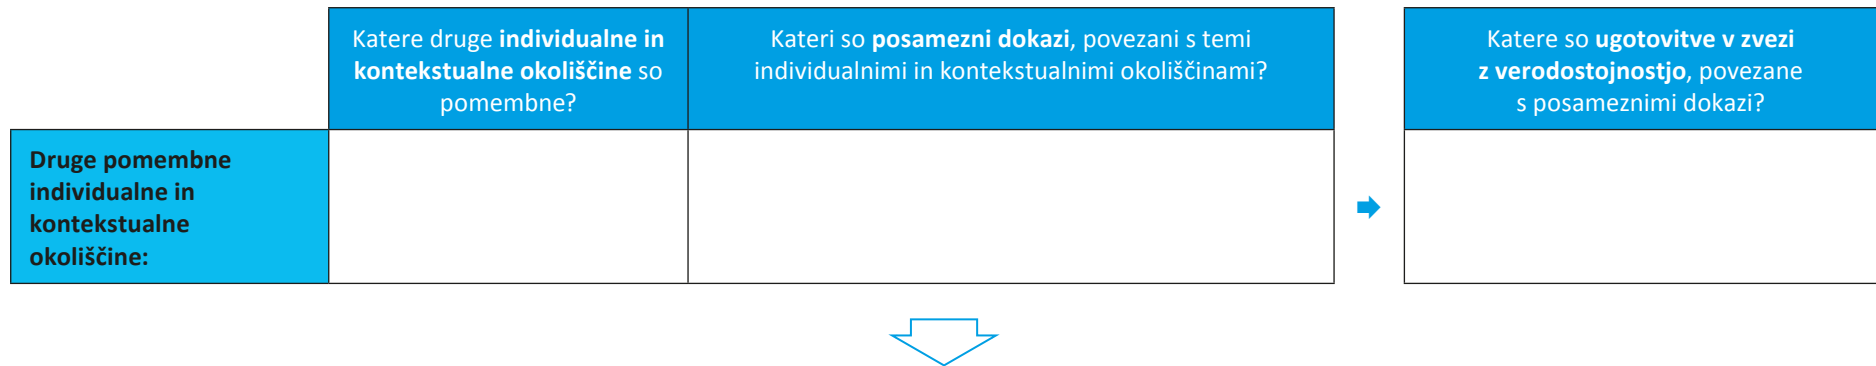 Katere druge individualne in
kontekstualne okoliščine so
pomembne?
Kateri so posamezni dokazi, povezani s temi
individualnimi in kontekstualnimi okoliščinami?
Katere so ugotovitve v zvezi
z verodostojnostjo, povezane
s posameznimi dokazi?
Druge pomembne
individualne in
kontekstualne
okoliščine: